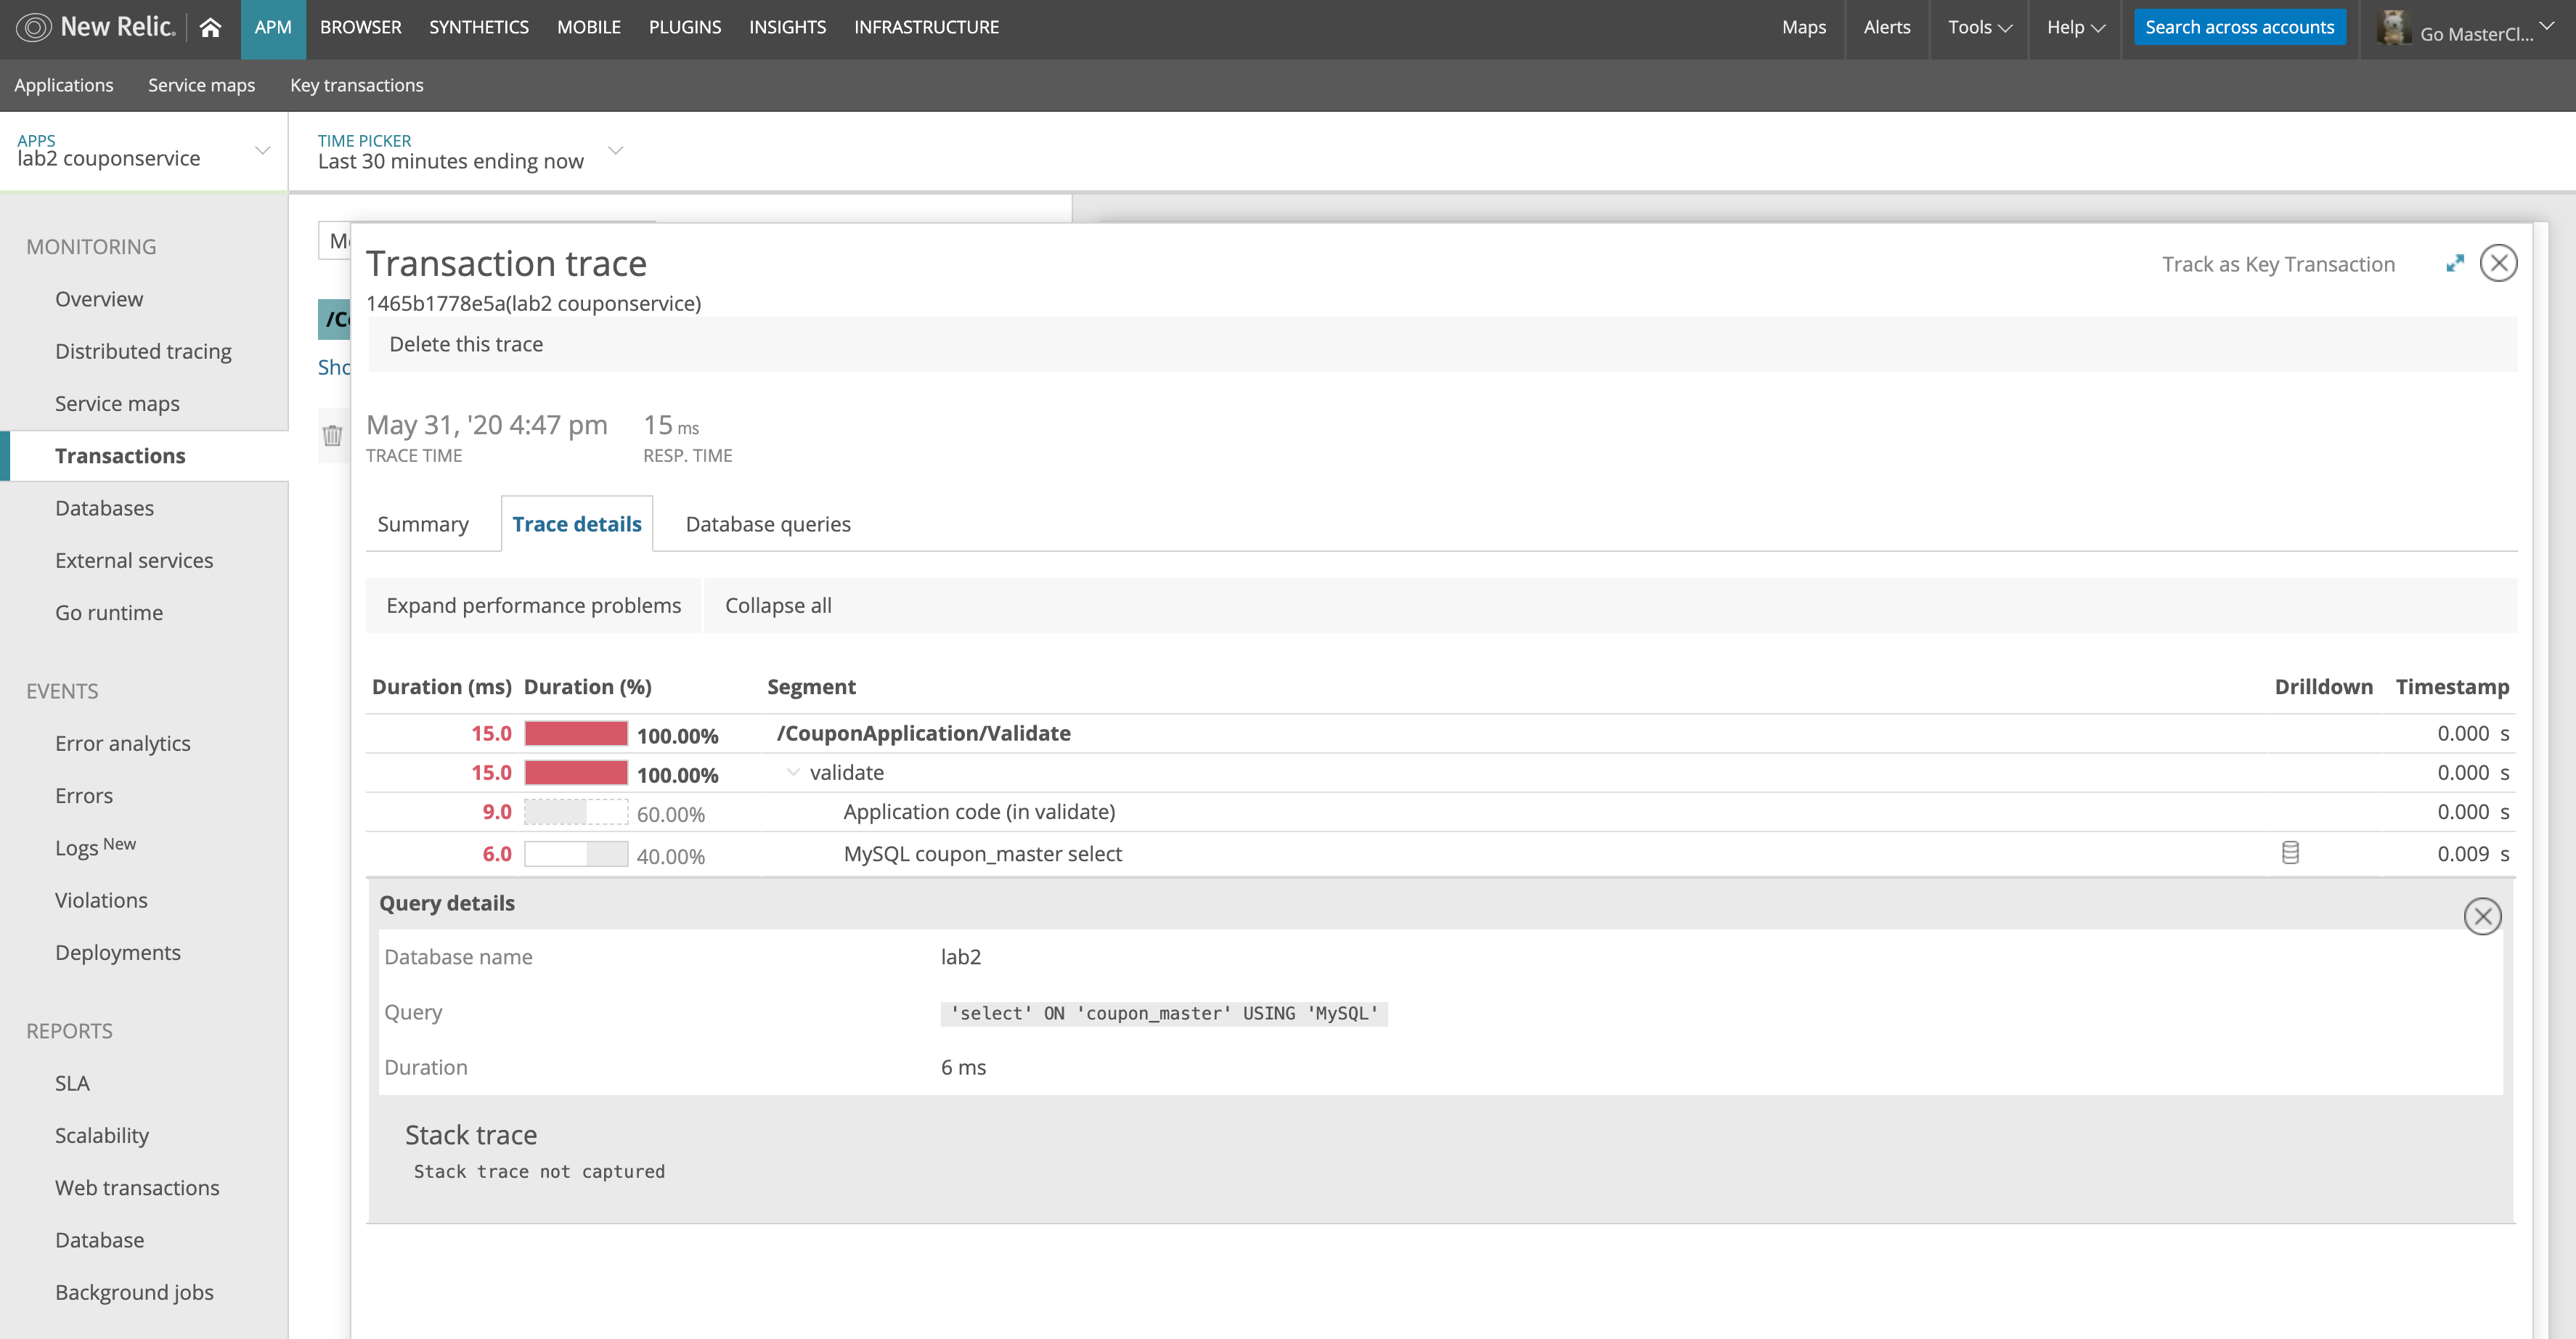 New Relic.
APM BROWSER SYNTHETICS MOBILE PLUGINS INSIGHTS INFRASTRUCTURE
Maps Alerts Tools Help Search across accounts Go MasterCl...
Applications Service maps Key transactions
APPS
lab2 couponservice
TIME PICKER
Last 30 minutes ending now
MONITORING
Overview
Distributed tracing
Service maps
Transactions
Databases
External services
Go runtime
EVENTS
Error analytics
Errors
Logs New
Violations
Deployments
REPORTS
SLA
Scalability
Web transactions
Database
Background jobs
Transaction trace
Track as Key Transaction
1465b1778e5a(lab2 couponservice)
Delete this trace
May 31, '20 4:47 pm 15 ms
TRACE TIME RESP. TIME
Summary Trace details Database queries
Expand performance problems Collapse all
Duration (ms) Duration (%) Segment Drilldown Timestamp
15.0 100.00% /CouponApplication/Validate 0.000 s
15.0 100.00% validate 0.000 s
9.0 60.00% Application code (in validate) 0.000 s
6.0 40.00% MySQL coupon_master select 0.009 s
Query details
Database name lab2
Query 'select' ON 'coupon_master' USING 'MySQL'
Duration 6 ms
Stack trace
Stack trace not captured